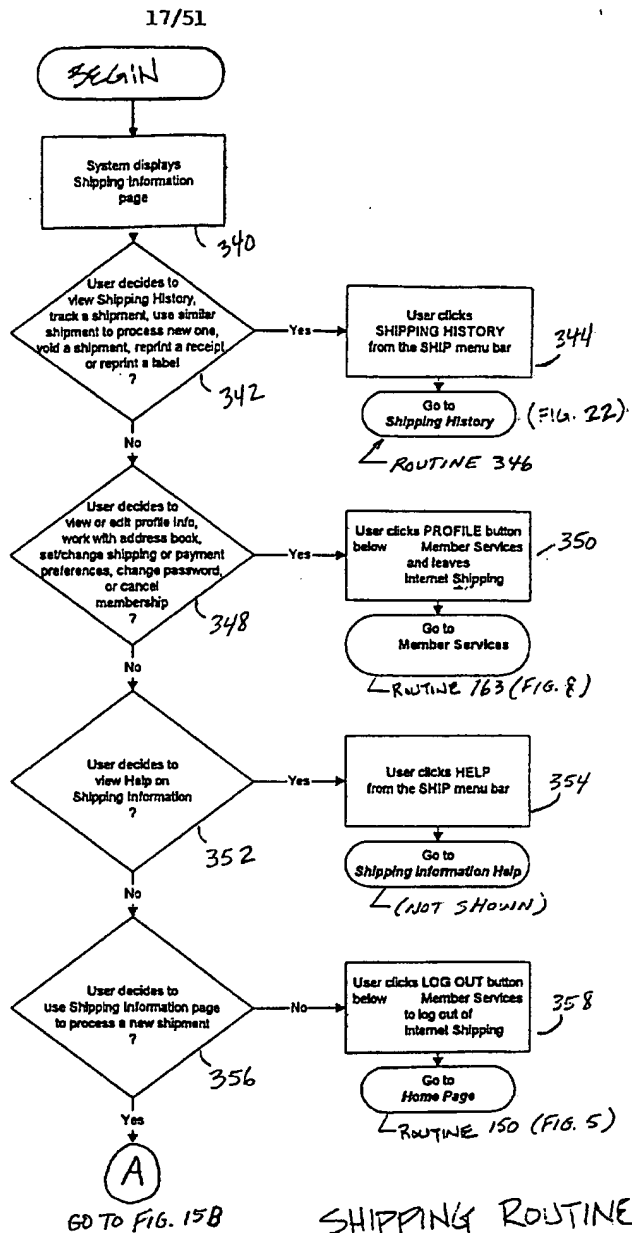 17/51
BEGIN
System displays
Shipping Information
page
340
User decides to
view Shipping History,
track a shipment, use similar
shipment to process new one,
void a shipment, reprint a receipt
or reprint a label
?
342
Yes
User clicks
SHIPPING HISTORY
from the SHIP menu bar
344
Go to
Shipping History
(FIG. 22)
ROUTINE 346
No
User decides to
view or edit profile info,
work with address book,
set/change shipping or payment
preferences, change password,
or cancel
membership
?
348
Yes
User clicks PROFILE button
below Member Services
and leaves
Internet Shipping
350
Go to
Member Services
ROUTINE 163 (FIG. 8)
No
User decides to
view Help on
Shipping Information
?
352
Yes
User clicks HELP
from the SHIP menu bar
354
Go to
Shipping Information Help
(NOT SHOWN)
No
User decides to
use Shipping Information page
to process a new shipment
?
356
No
User clicks LOG OUT button
below Member Services
to log out of
Internet Shipping
358
Go to
Home Page
ROUTINE 150 (FIG. 5)
Yes
A
GO TO FIG. 15B
SHIPPING ROUTINE